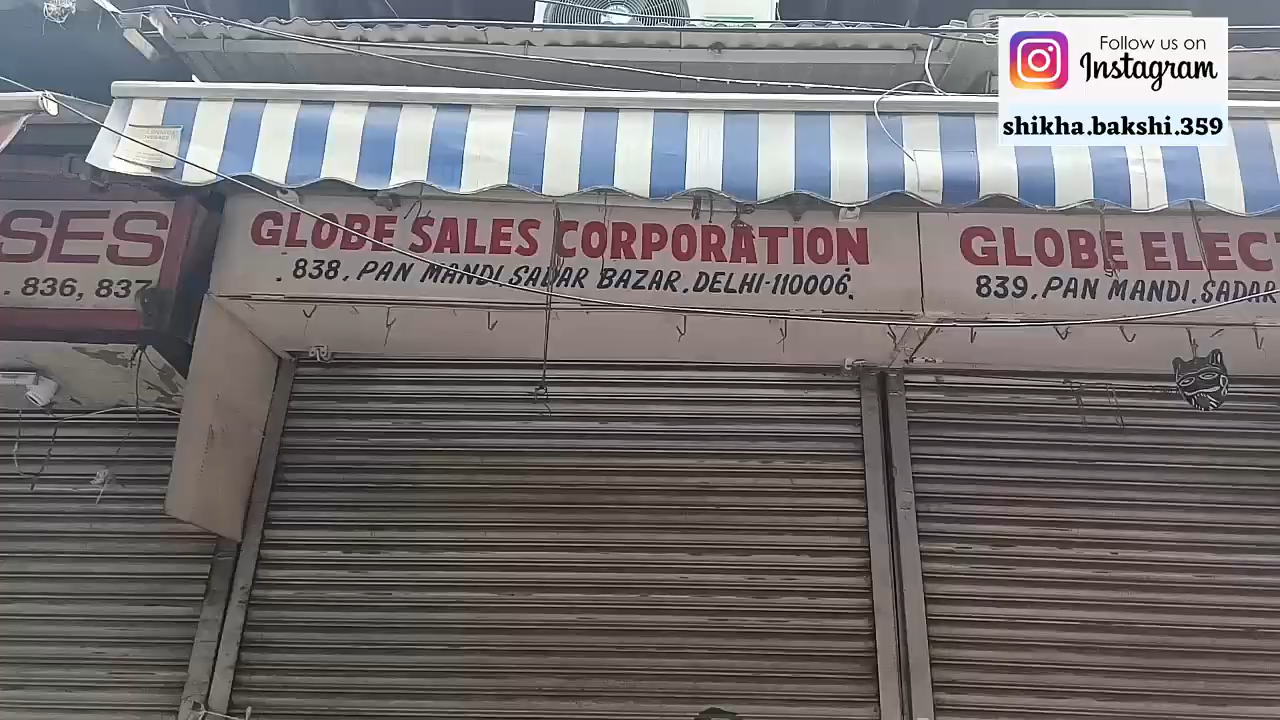 Follow us on
Instagram
shikha.bakshi.359
SES
. 836, 837
GLOBE SALES CORPORATION
. 838, PAN MANDI, SADAR BAZAR, DELHI-110006.
GLOBE ELEC
839, PAN MANDI, SADAR